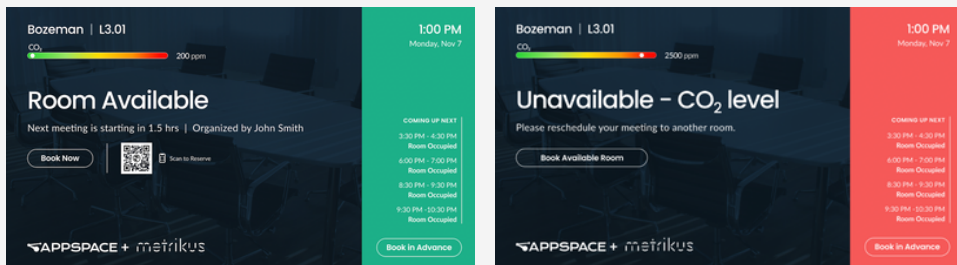 Bozeman | L3.01
CO₂
200 ppm
Room Available
Next meeting is starting in 1.5 hrs | Organized by John Smith
Book Now
Scan to Reserve
APPSPACE + metrikus
1:00 PM
Monday, Nov 7
COMING UP NEXT
3:30 PM - 4:30 PM
Room Occupied
6:00 PM - 7:00 PM
Room Occupied
8:30 PM - 9:30 PM
Room Occupied
9:30 PM -10:30 PM
Room Occupied
Book in Advance
Bozeman | L3.01
CO₂
2500 ppm
Unavailable - CO₂ level
Please reschedule your meeting to another room.
Book Available Room
APPSPACE + metrikus
1:00 PM
Monday, Nov 7
COMING UP NEXT
3:30 PM - 4:30 PM
Room Occupied
6:00 PM - 7:00 PM
Room Occupied
8:30 PM - 9:30 PM
Room Occupied
9:30 PM -10:30 PM
Room Occupied
Book in Advance